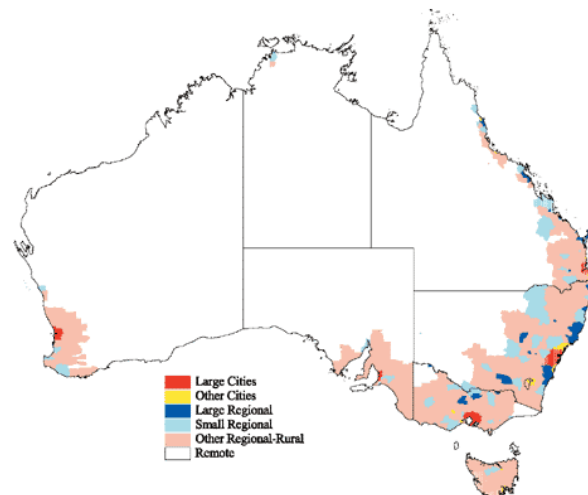 Large Cities
Other Cities
Large Regional
Small Regional
Other Regional-Rural
Remote